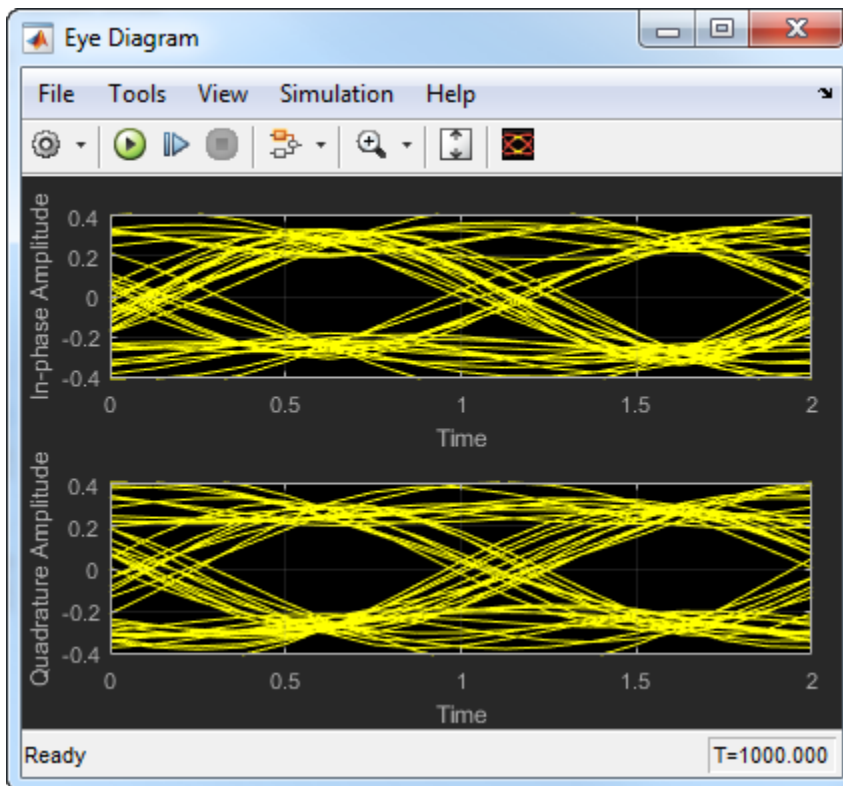 Eye Diagram
File Tools View Simulation Help
In-phase Amplitude
0.4
0.2
0
-0.2
-0.4
0 0.5 1 1.5 2
Time
Quadrature Amplitude
0.4
0.2
0
-0.2
-0.4
0 0.5 1 1.5 2
Time
Ready T=1000.000